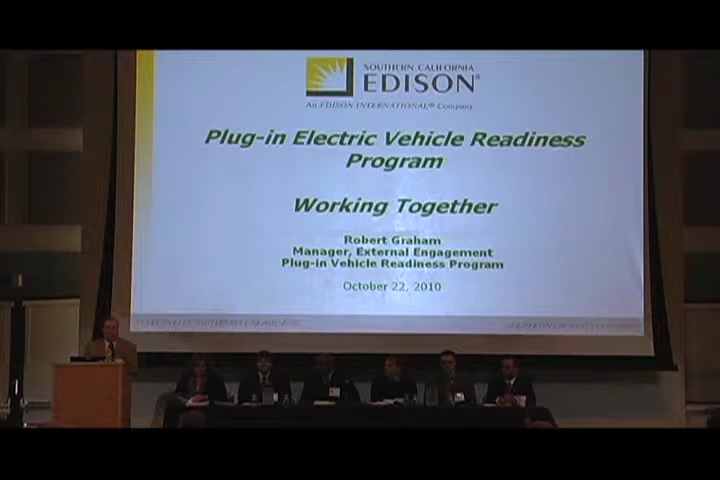 SOUTHERN CALIFORNIA
EDISON®
An EDISON INTERNATIONAL® Company
Plug-in Electric Vehicle Readiness
Program
Working Together
Robert Graham
Manager, External Engagement
Plug-in Vehicle Readiness Program
October 22, 2010